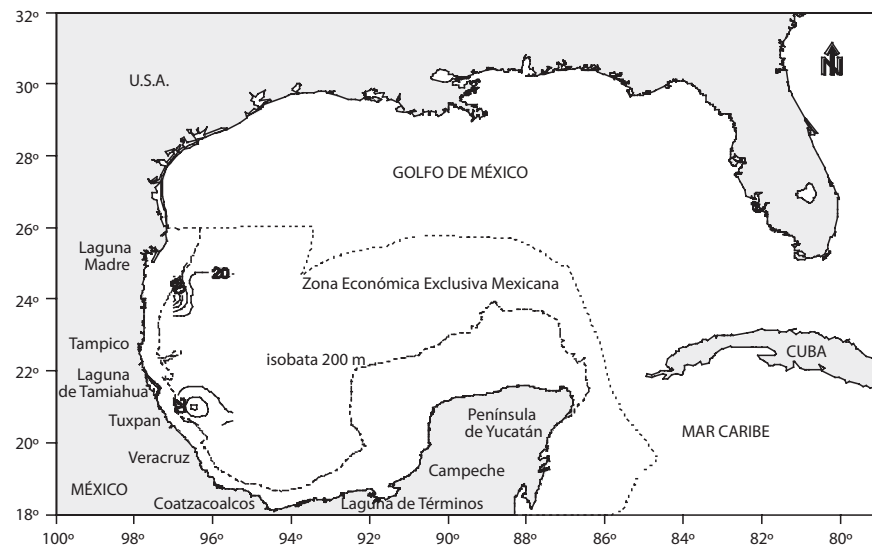 32º
30º
28º
26º
24º
22º
20º
18º
U.S.A.
N
GOLFO DE MÉXICO
Laguna
Madre
20
Zona Económica Exclusiva Mexicana
Tampico
isobata 200 m
CUBA
Laguna
de Tamiahua
Tuxpan
Península
de Yucatán
MAR CARIBE
Veracruz
Campeche
MÉXICO
Coatzacoalcos
Laguna de Términos
100º
98º
96º
94º
92º
90º
88º
86º
84º
82º
80º